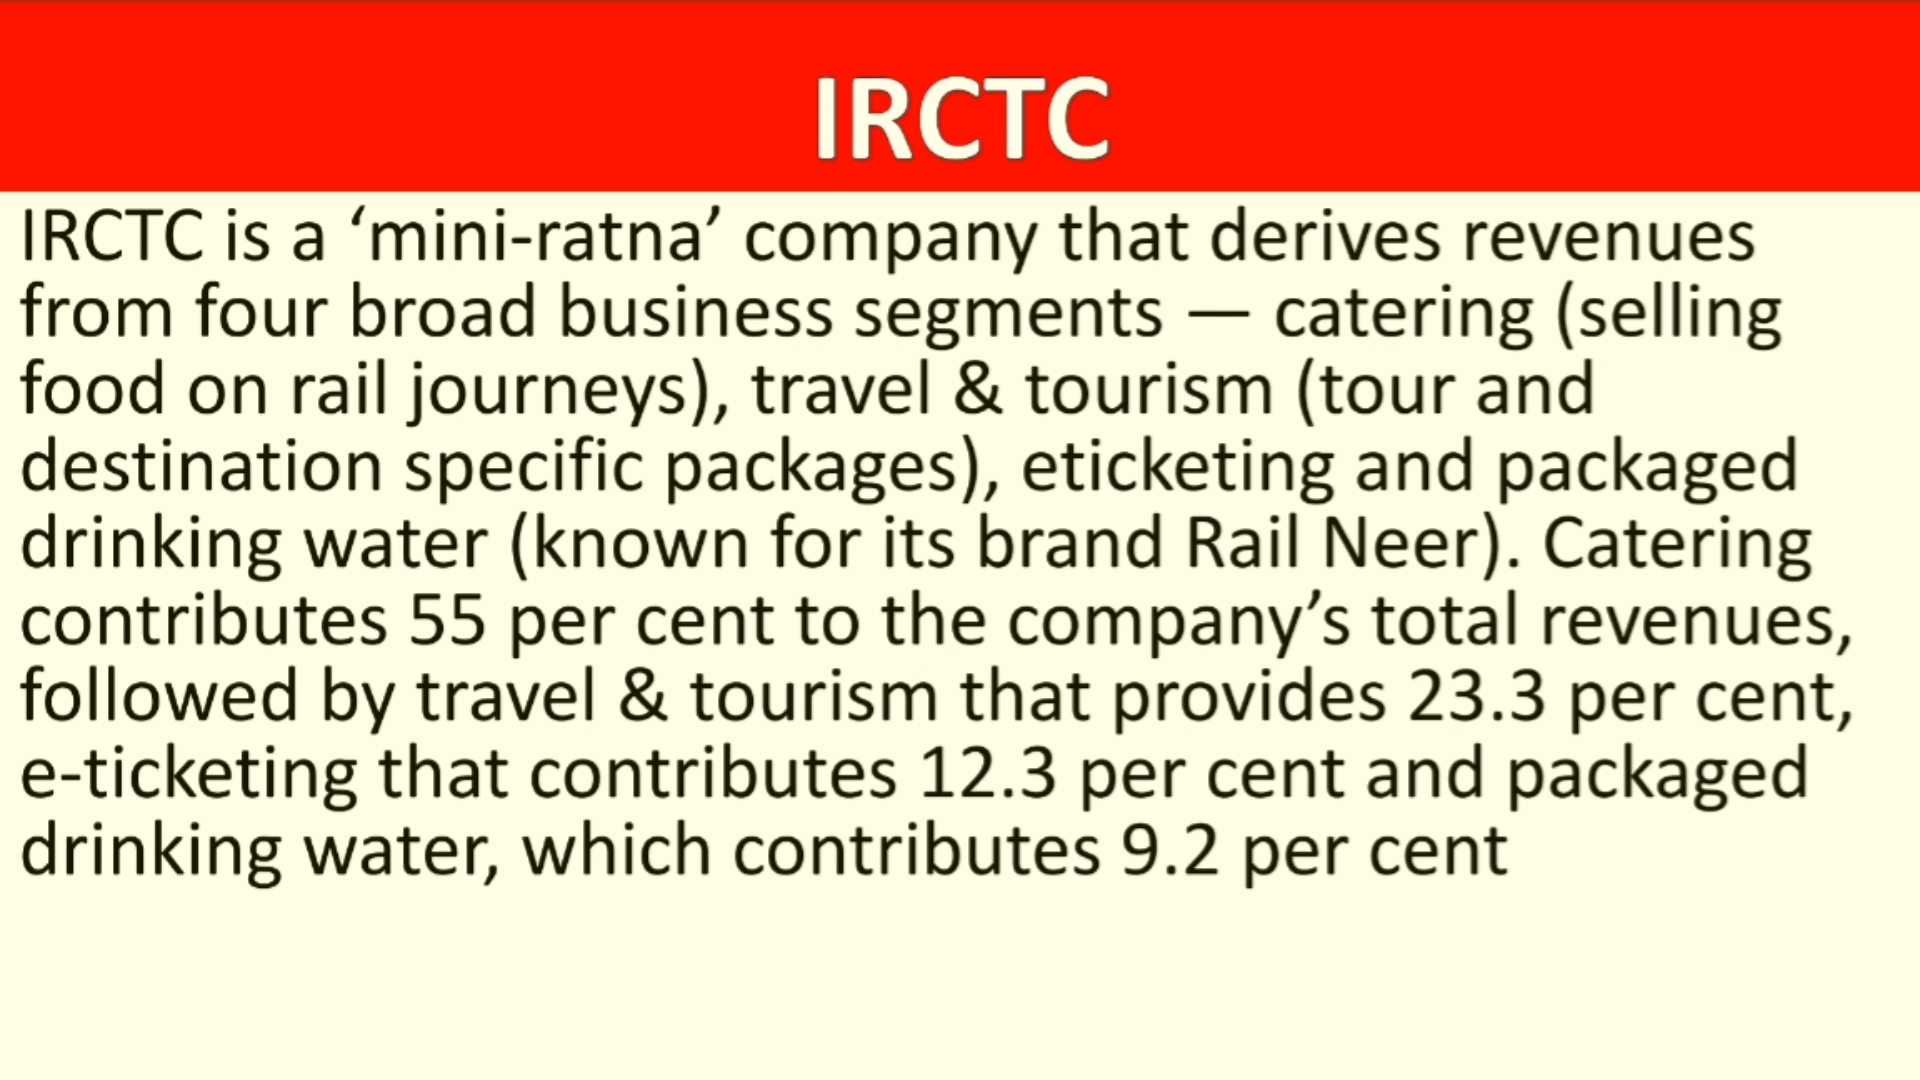 IRCTC
IRCTC is a ‘mini-ratna’ company that derives revenues
from four broad business segments — catering (selling
food on rail journeys), travel & tourism (tour and
destination specific packages), eticketing and packaged
drinking water (known for its brand Rail Neer). Catering
contributes 55 per cent to the company’s total revenues,
followed by travel & tourism that provides 23.3 per cent,
e-ticketing that contributes 12.3 per cent and packaged
drinking water, which contributes 9.2 per cent